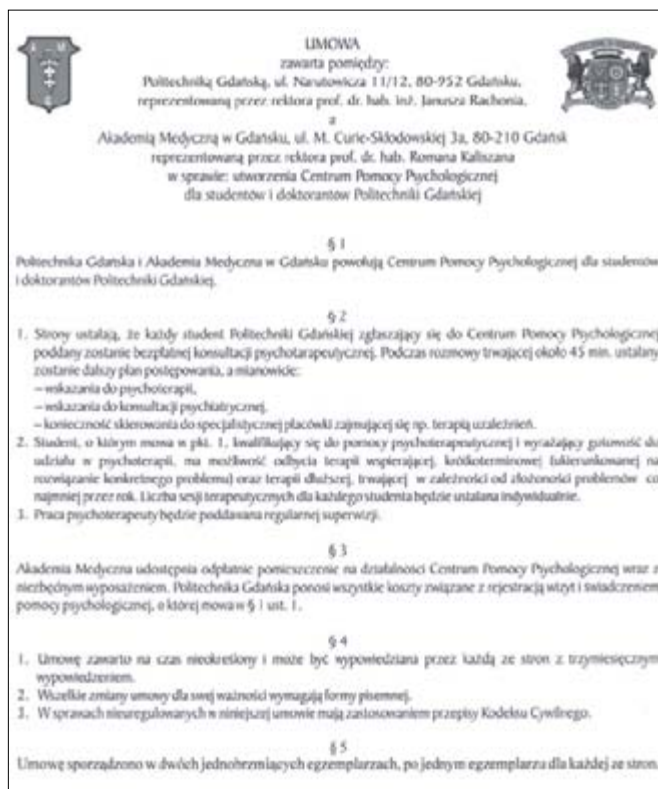 UMOWA
zawarta pomiędzy:
Politechniką Gdańską, ul. Narutowicza 11/12, 80-952 Gdańsku,
reprezentowaną przez rektora prof. dr. hab. inż. Janusza Rachonia,
a
Akademią Medyczną w Gdańsku, ul. M. Curie-Skłodowskiej 3a, 80-210 Gdańsk
reprezentowaną przez rektora prof. dr. hab. Romana Kaliszana
w sprawie: utworzenia Centrum Pomocy Psychologicznej
dla studentów i doktorantów Politechniki Gdańskiej
§ 1
Politechnika Gdańska i Akademia Medyczna w Gdańsku powołują Centrum Pomocy Psychologicznej dla studentów
i doktorantów Politechniki Gdańskiej.
§ 2
1. Strony ustalają, że każdy student Politechniki Gdańskiej zgłaszający się do Centrum Pomocy Psychologicznej
poddany zostanie bezpłatnej konsultacji psychotarapeutycznej. Podczas rozmowy trwającej około 45 min. ustalany
zostanie dalszy plan postępowania, a mianowicie:
– wskazania do psychoterapii,
– wskazania do konsultacji psychiatrycznej,
– konieczność skierowania do specjalistycznej placówki zajmującej się np. terapią uzależnień.
2. Student, o którym mowa w pkt. 1, kwalifikujący się do pomocy psychoterapeutycznej i wyrażający gotowość do
udziału w psychoterapii, ma możliwość odbycia terapii wspierającej, krótkoterminowej (ukierunkowanej na
rozwiązanie konkretnego problemu) oraz terapii dłuższej, trwającej w zależności od złożoności problemów co
najmniej przez rok. Liczba sesji terapeutycznych dla każdego studenta będzie ustalana indywidualnie.
3. Praca psychoterapeuty będzie poddawana regularnej superwizji.
§ 3
Akademia Medyczna udostępnia odpłatnie pomieszczenie na działalności Centrum Pomocy Psychologicznej wraz z
niezbędnym wyposażeniem. Politechnika Gdańska ponosi wszystkie koszty związane z rejestracją wizyt i świadczeniem
pomocy psychologicznej, o której mowa w § 1 ust. 1.
§ 4
1. Umowę zawarto na czas nieokreślony i może być wypowiedziana przez każdą ze stron z trzymiesięcznym
wypowiedzeniem.
2. Wszelkie zmiany umowy dla swej ważności wymagają formy pisemnej.
3. W sprawach nieuregulowanych w niniejszej umowie mają zastosowaniem przepisy Kodeksu Cywilnego.
§ 5
Umowę sporządzono w dwóch jednobrzmiących egzemplarzach, po jednym egzemplarzu dla każdej ze stron.